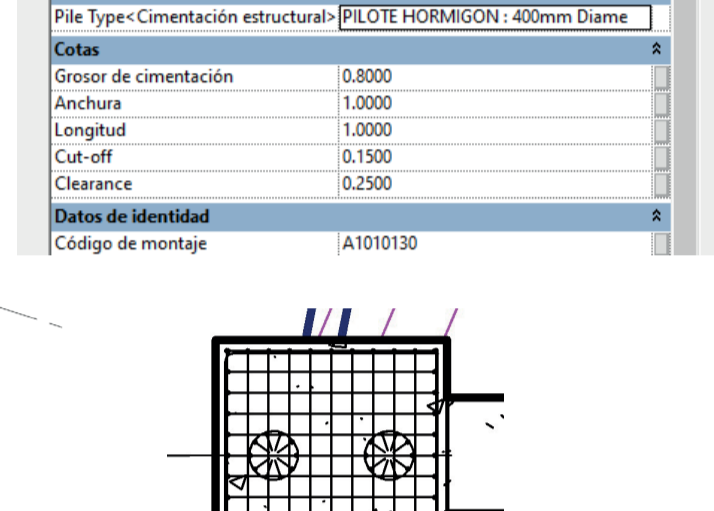 Pile Type<Cimentación estructural> PILOTE HORMIGON : 400mm Diame
Cotas
Grosor de cimentación 0.8000
Anchura 1.0000
Longitud 1.0000
Cut-off 0.1500
Clearance 0.2500
Datos de identidad
Código de montaje A1010130